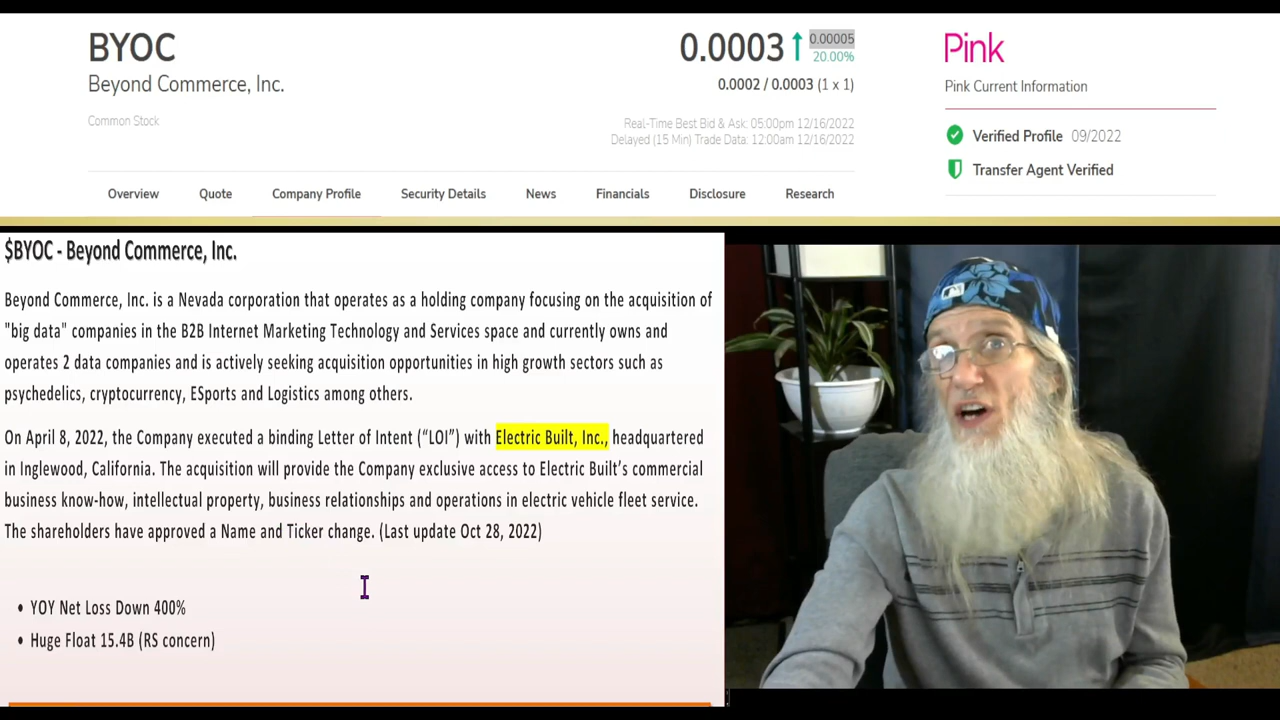 BYOC
Beyond Commerce, Inc.
Common Stock
0.0003
0.00005
20.00%
0.0002 / 0.0003 (1 x 1)
Real-Time Best Bid & Ask: 05:00pm 12/16/2022
Delayed (15 Min) Trade Data: 12:00am 12/16/2022
Pink
Pink Current Information
Verified Profile 09/2022
Transfer Agent Verified
Overview Quote Company Profile Security Details News Financials Disclosure Research
$BYOC - Beyond Commerce, Inc.
Beyond Commerce, Inc. is a Nevada corporation that operates as a holding company focusing on the acquisition of
"big data" companies in the B2B Internet Marketing Technology and Services space and currently owns and
operates 2 data companies and is actively seeking acquisition opportunities in high growth sectors such as
psychedelics, cryptocurrency, ESports and Logistics among others.
On April 8, 2022, the Company executed a binding Letter of Intent (“LOI”) with Electric Built, Inc., headquartered
in Inglewood, California. The acquisition will provide the Company exclusive access to Electric Built’s commercial
business know-how, intellectual property, business relationships and operations in electric vehicle fleet service.
The shareholders have approved a Name and Ticker change. (Last update Oct 28, 2022)
• YOY Net Loss Down 400%
• Huge Float 15.4B (RS concern)